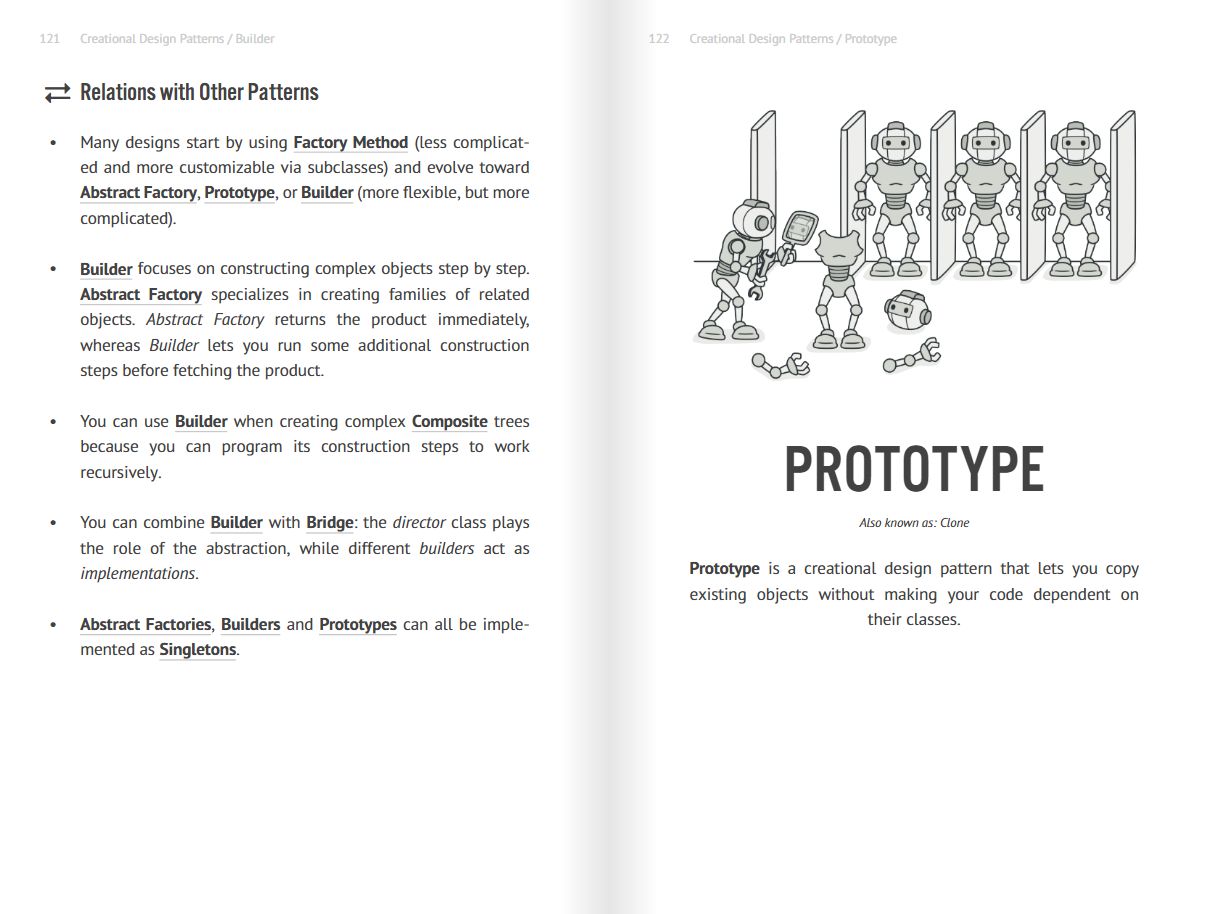 121 Creational Design Patterns / Builder
Relations with Other Patterns
• Many designs start by using Factory Method (less complicat-
ed and more customizable via subclasses) and evolve toward
Abstract Factory, Prototype, or Builder (more flexible, but more
complicated).
• Builder focuses on constructing complex objects step by step.
Abstract Factory specializes in creating families of related
objects. Abstract Factory returns the product immediately,
whereas Builder lets you run some additional construction
steps before fetching the product.
• You can use Builder when creating complex Composite trees
because you can program its construction steps to work
recursively.
• You can combine Builder with Bridge: the director class plays
the role of the abstraction, while different builders act as
implementations.
• Abstract Factories, Builders and Prototypes can all be imple-
mented as Singletons.
122 Creational Design Patterns / Prototype
PROTOTYPE
Also known as: Clone
Prototype is a creational design pattern that lets you copy
existing objects without making your code dependent on
their classes.